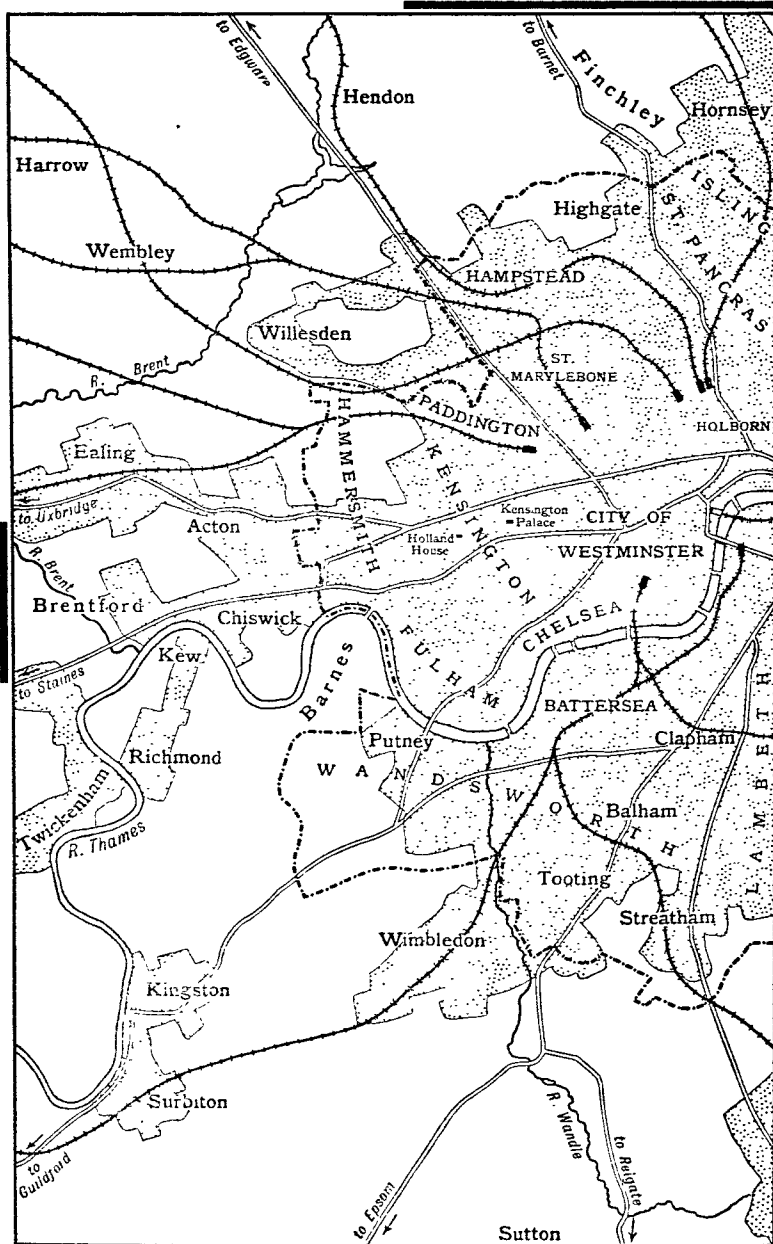 to Edgware
to Barnet
Finchley
Hendon
Hornsey
Harrow
ISLING
Highgate
ST. PANCRAS
Wembley
HAMPSTEAD
Willesden
R. Brent
ST.
MARYLEBONE
PADDINGTON
HOLBORN
HAMMERSMITH
Ealing
KENSINGTON
to Uxbridge
Acton
Kensington
Palace
Holland
House
CITY OF
WESTMINSTER
R. Brent
Brentford
Chiswick
CHELSEA
Kew
FULHAM
to Staines
Barnes
BATTERSEA
Richmond
Putney
Clapham
WANDSWORTH
LAMBETH
Twickenham
R. Thames
Balham
Tooting
Streatham
Wimbledon
Kingston
Surbiton
R. Wandle
to Reigate
to
Guildford
to Epsom
Sutton